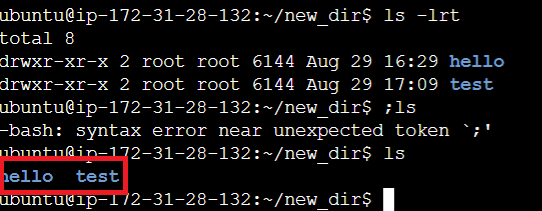 ubuntu@ip-172-31-28-132:~/new_dir$ ls -lrt
total 8
drwxr-xr-x 2 root root 6144 Aug 29 16:29 hello
drwxr-xr-x 2 root root 6144 Aug 29 17:09 test
ubuntu@ip-172-31-28-132:~/new_dir$ ;ls
-bash: syntax error near unexpected token `;'
ubuntu@ip-172-31-28-132:~/new_dir$ ls
hello  test
ubuntu@ip-172-31-28-132:~/new_dir$